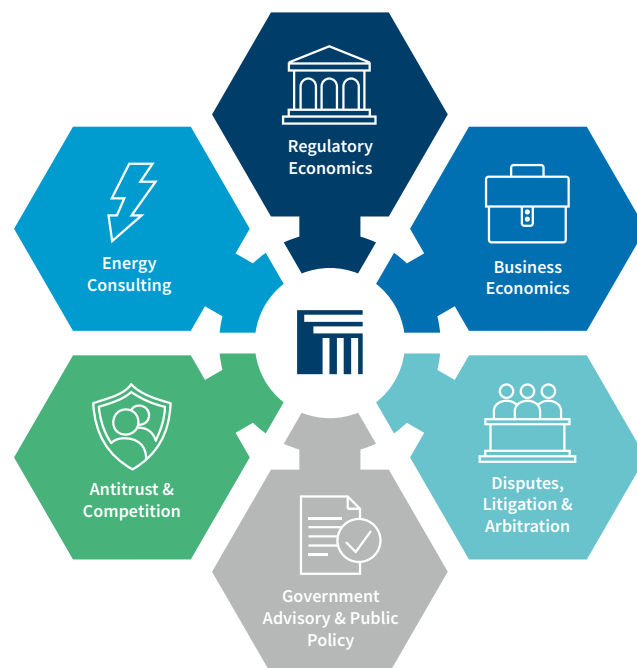 Regulatory
Economics
Business
Economics
Disputes,
Litigation &
Arbitration
Government
Advisory & Public
Policy
Antitrust &
Competition
Energy
Consulting